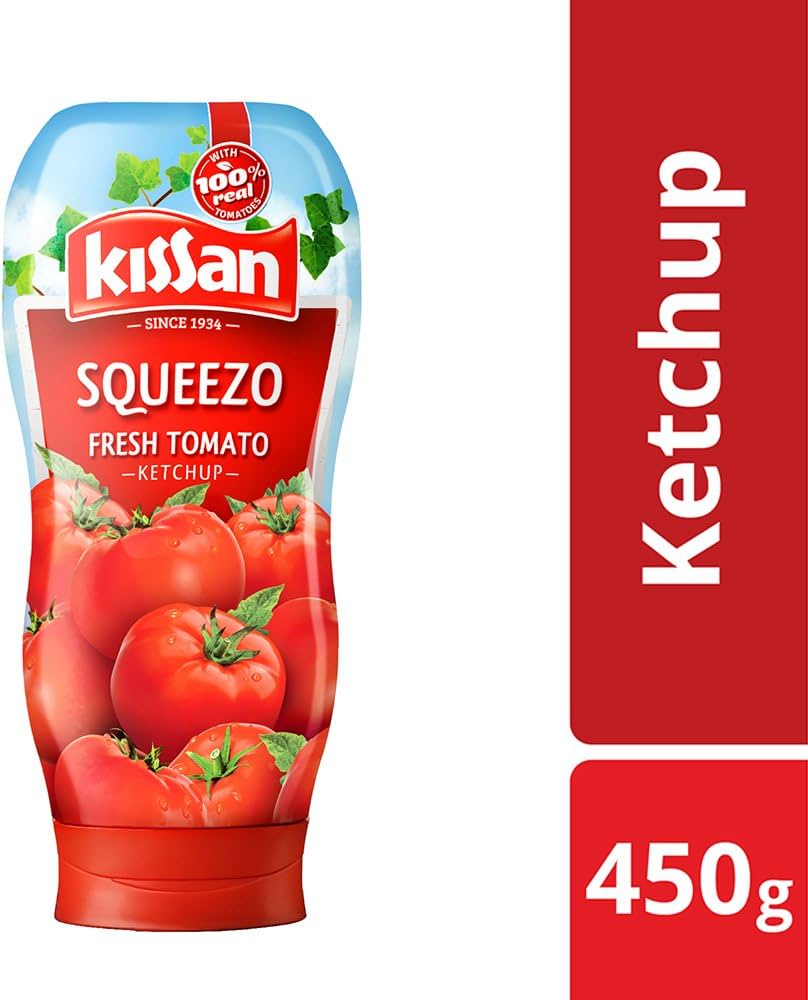 WITH
100%
real
TOMATOES
kissan
— SINCE 1934 —
SQUEEZO
FRESH TOMATO
—KETCHUP—
Ketchup
450g